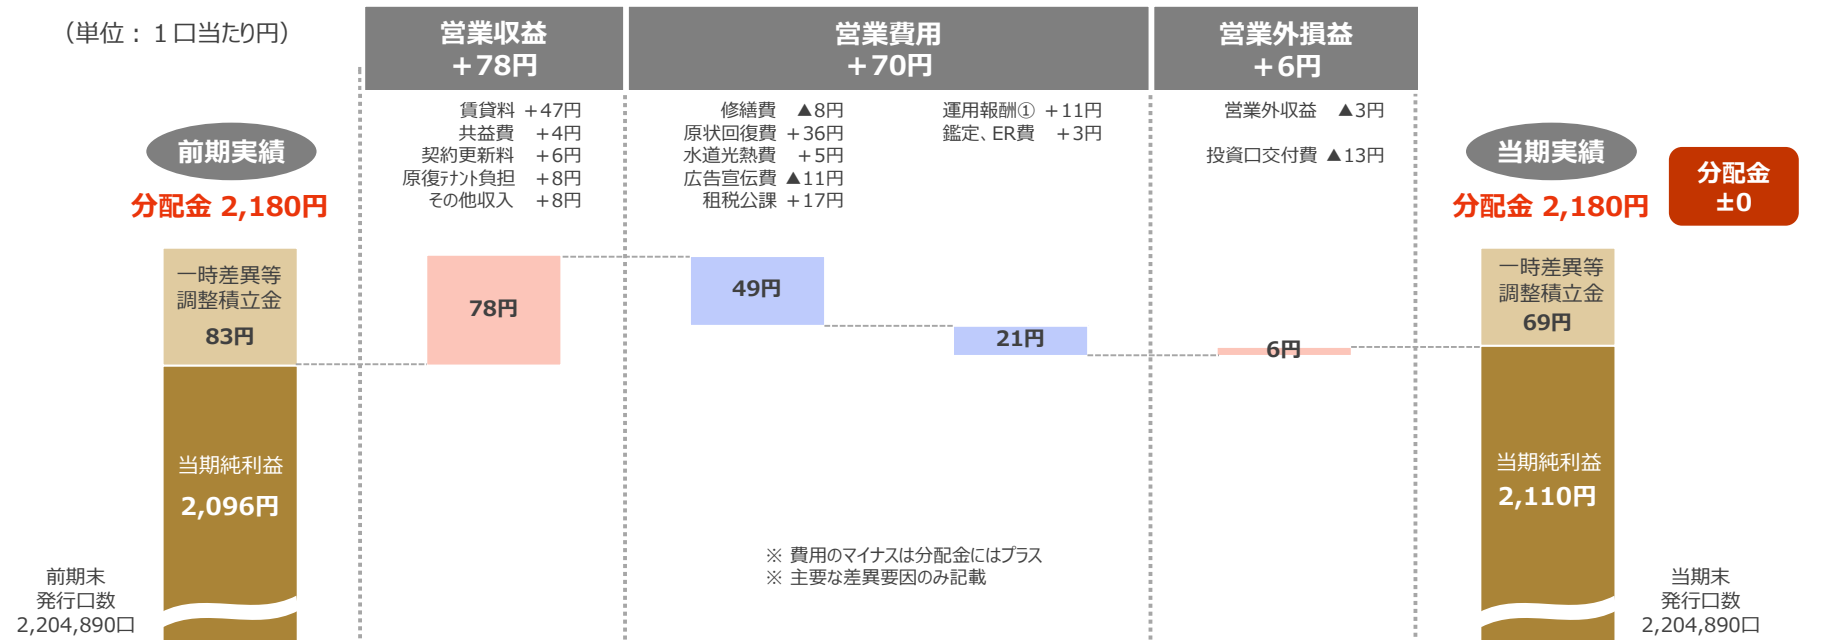 （単位：１口当たり円）
営業収益
＋78円
営業費用
＋70円
営業外損益
＋6円
前期実績
分配金 2,180円
賃貸料 ＋47円
共益費 ＋4円
契約更新料 ＋6円
原復ﾃﾅﾝﾄ負担 ＋8円
その他収入 ＋8円
修繕費 ▲8円
原状回復費 ＋36円
水道光熱費 ＋5円
広告宣伝費 ▲11円
租税公課 ＋17円
運用報酬① ＋11円
鑑定、ER費 ＋3円
営業外収益 ▲3円
投資口交付費 ▲13円
当期実績
分配金 2,180円
分配金
±0
一時差異等
調整積立金
83円
78円
49円
21円
6円
一時差異等
調整積立金
69円
当期純利益
2,096円
当期純利益
2,110円
※ 費用のマイナスは分配金にはプラス
※ 主要な差異要因のみ記載
前期末
発行口数
2,204,890口
当期末
発行口数
2,204,890口